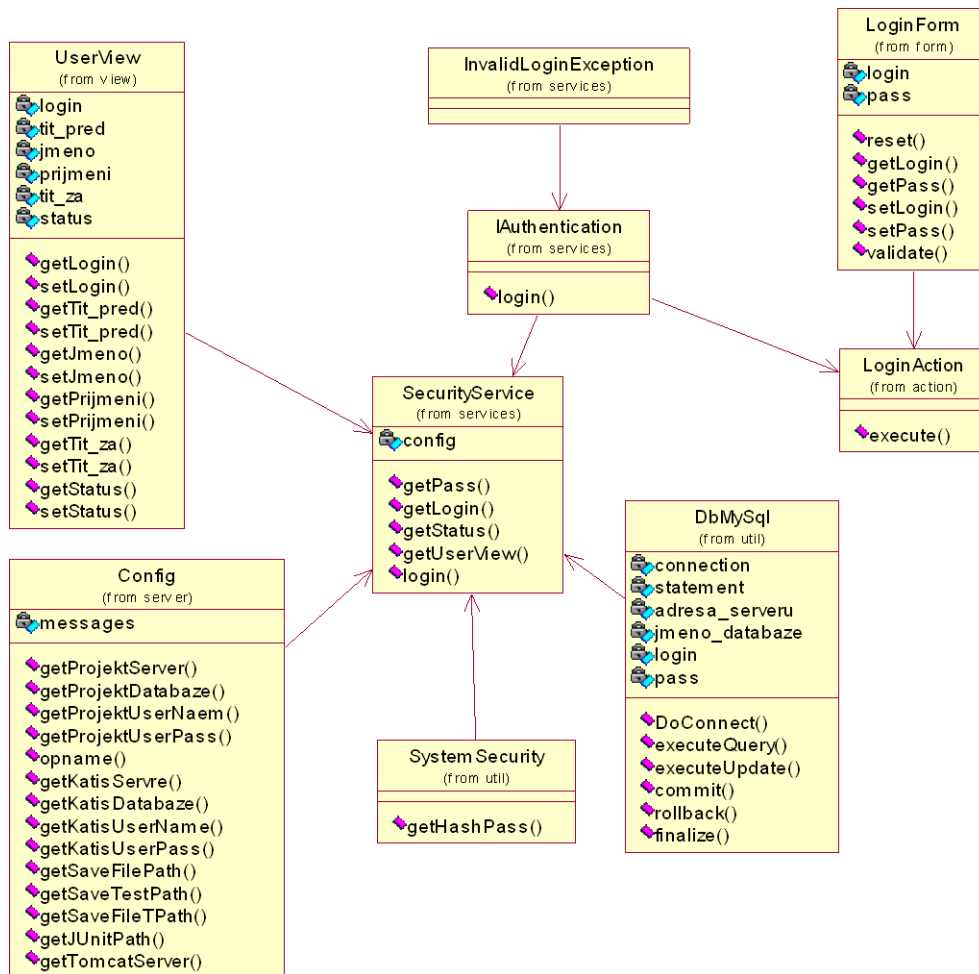 UserView
(from view)
login
tit_pred
jmeno
prijmeni
tit_za
status
getLogin()
setLogin()
getTit_pred()
setTit_pred()
getJmeno()
setJmeno()
getPrijmeni()
setPrijmeni()
getTit_za()
setTit_za()
getStatus()
setStatus()
InvalidLoginException
(from services)
LoginForm
(from form)
login
pass
reset()
getLogin()
getPass()
setLogin()
setPass()
validate()
IAuthentication
(from services)
login()
LoginAction
(from action)
execute()
SecurityService
(from services)
config
getPass()
getLogin()
getStatus()
getUserView()
login()
DbMySql
(from util)
connection
statement
adresa_serveru
jmeno_databaze
login
pass
DoConnect()
executeQuery()
executeUpdate()
commit()
rollback()
finalize()
Config
(from server)
messages
getProjektServer()
getProjektDatabaze()
getProjektUserNaem()
getProjektUserPass()
opname()
getKatisServre()
getKatisDatabaze()
getKatisUserName()
getKatisUserPass()
getSaveFilePath()
getSaveTestPath()
getSaveFileTPath()
getJUnitPath()
getTomcatServer()
SystemSecurity
(from util)
getHashPass()